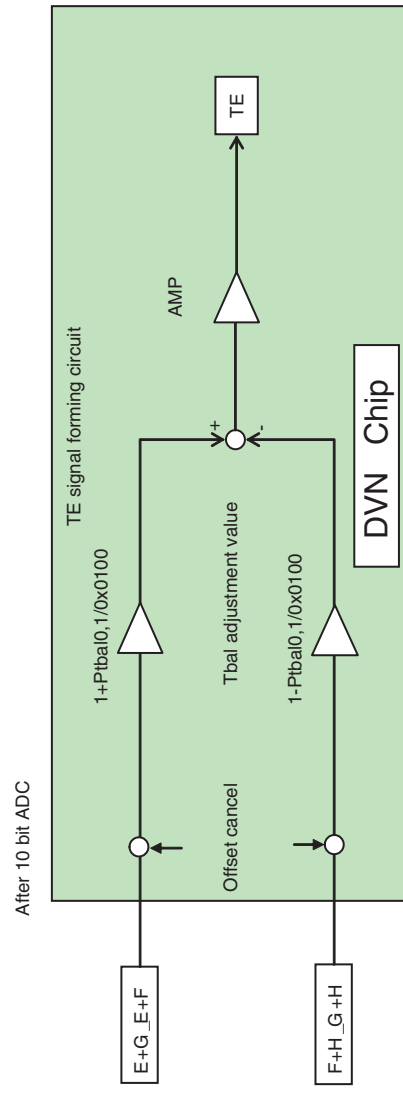 After 10 bit ADC
TE signal forming circuit
E+G_E+F
1+Ptbal0,1/0x0100
AMP
TE
Offset cancel
Tbal adjustment value
+
-
F+H_G+H
1-Ptbal0,1/0x0100
DVN Chip